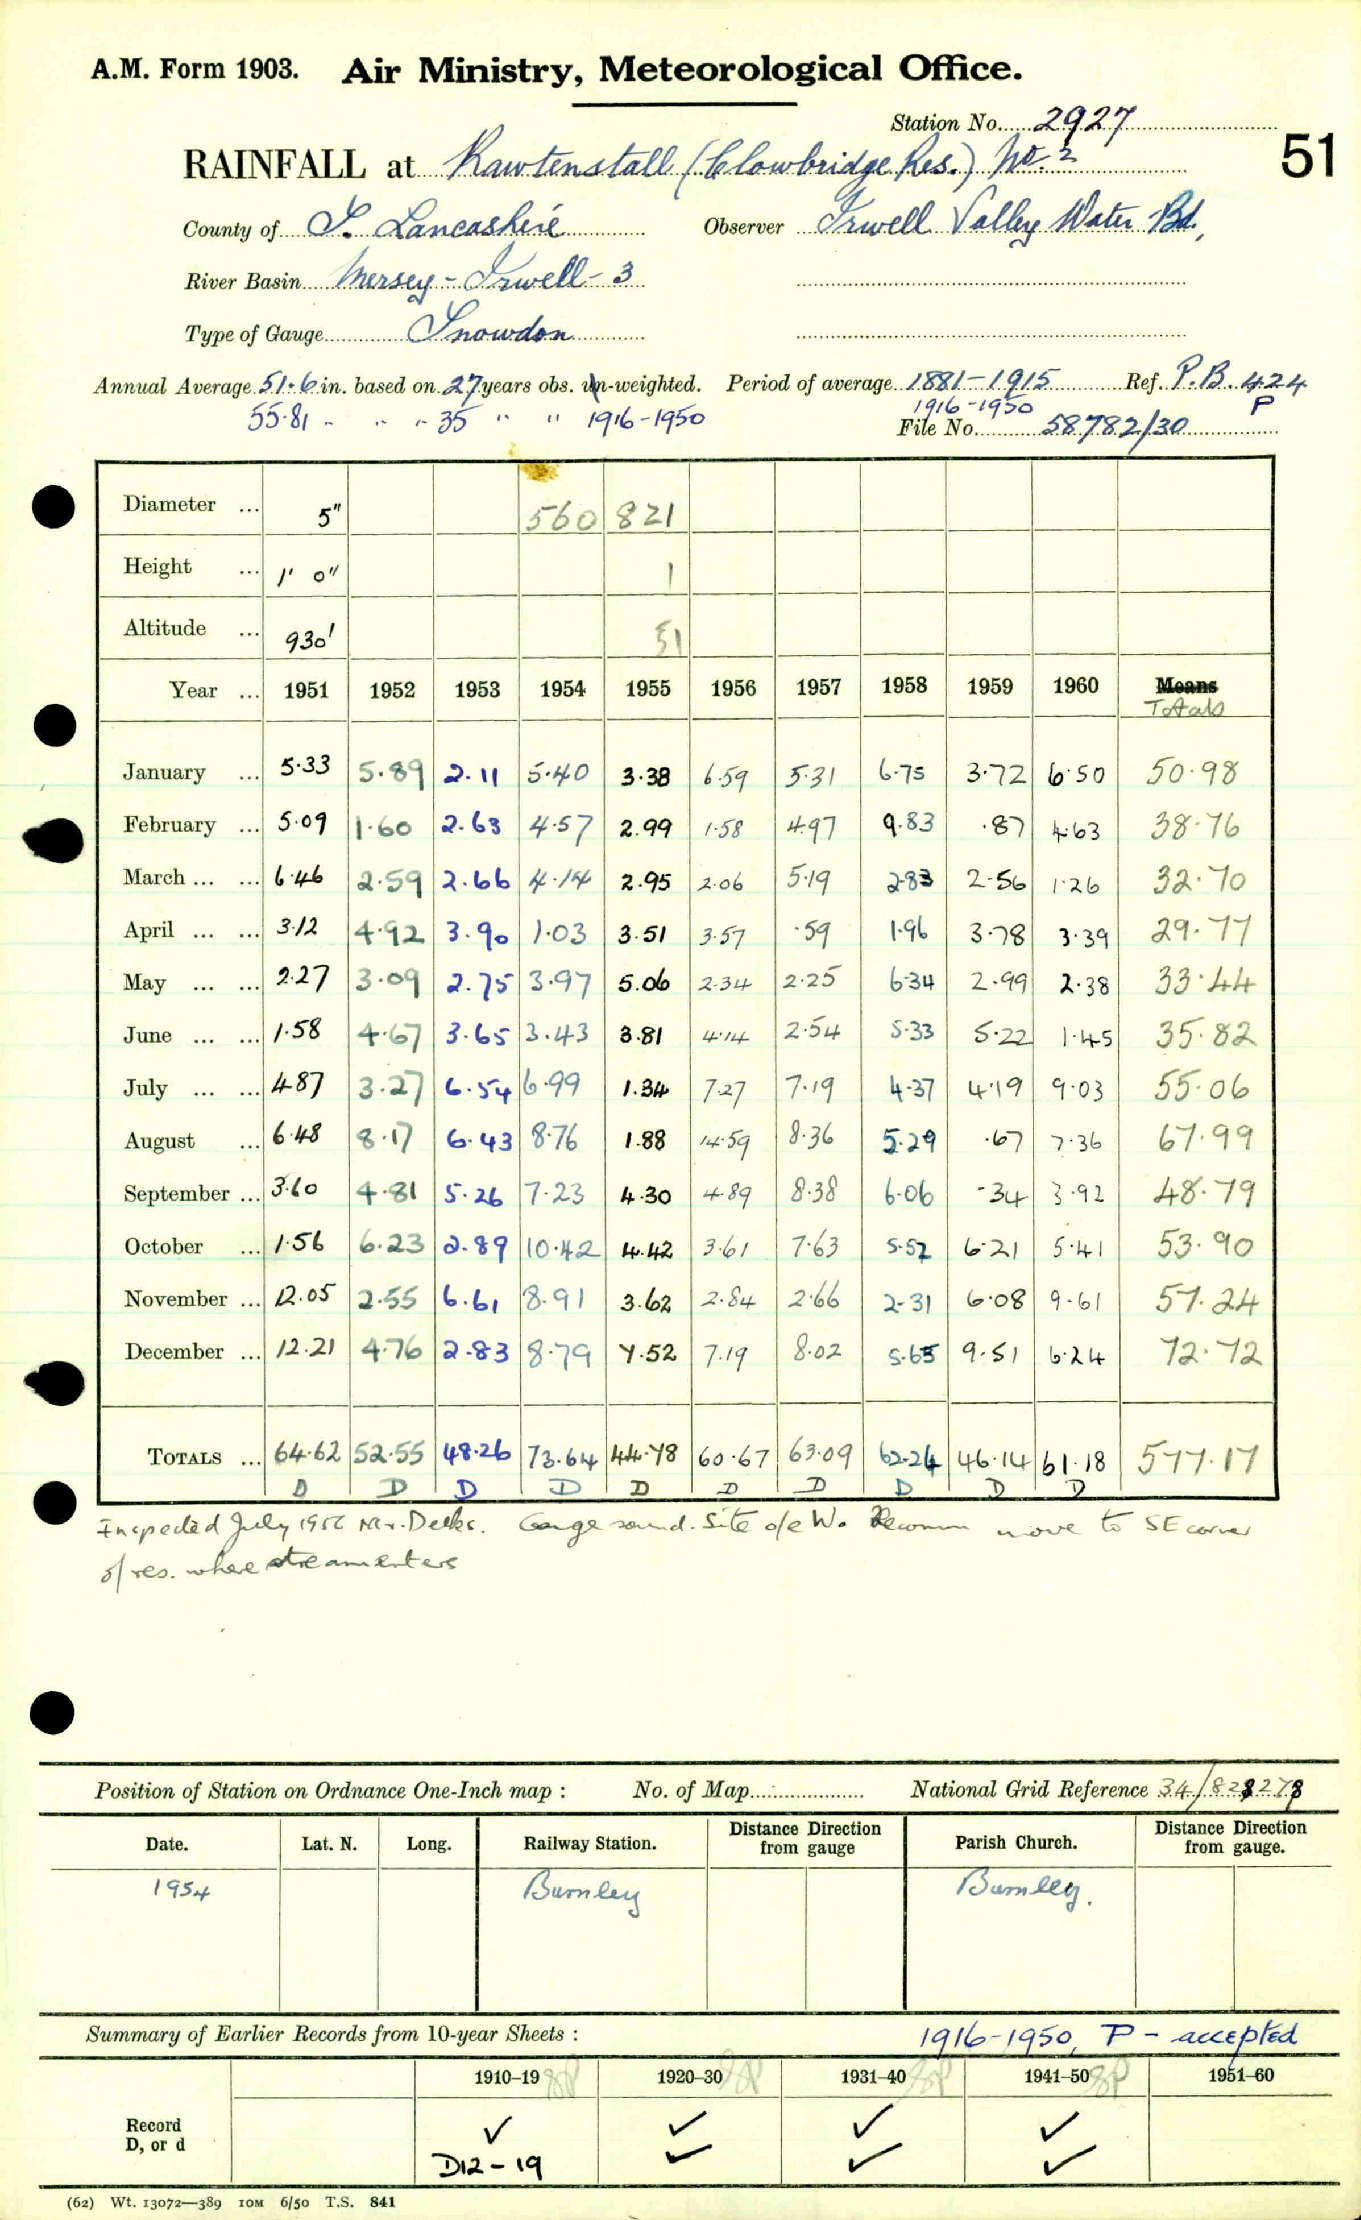 A.M. Form 1903. Air Ministry, Meteorological Office.
Station No. 2927
51
RAINFALL at Rawtenstall (Clowbridge Res.) No. 2
County of S. Lancashire Observer Irwell Valley Water Bd.,
River Basin Mersey - Irwell - 3
Type of Gauge Snowdon
Annual Average 51.6 in. based on 27 years obs. un-weighted. Period of average 1881-1915 Ref. P.B. 424
55.81 " " " 35 " " 1916-1950 1916-1950 P
File No. 58782/30
Diameter ... 5" 560 821
Height ... 1' 0" 1
Altitude ... 930' 51
Year ... 1951 1952 1953 1954 1955 1956 1957 1958 1959 1960 Means
Totals
January ... 5.33 5.89 2.11 5.40 3.38 6.59 5.31 6.75 3.72 6.50 50.98
February ... 5.09 1.60 2.63 4.57 2.99 1.58 4.97 9.83 .87 4.63 38.76
March ... ... 6.46 2.59 2.66 4.14 2.95 2.06 5.19 2.83 2.56 1.26 32.70
April ... ... 3.12 4.92 3.90 1.03 3.51 3.57 .59 1.96 3.78 3.39 29.77
May ... ... 2.27 3.09 2.75 3.97 5.06 2.34 2.25 6.34 2.99 2.38 33.44
June ... ... 1.58 4.67 3.65 3.43 3.81 4.14 2.54 5.33 5.22 1.45 35.82
July ... ... 4.87 3.27 6.54 6.99 1.34 7.27 7.19 4.37 4.19 9.03 55.06
August ... 6.48 8.17 6.43 8.76 1.88 14.59 8.36 5.29 .67 7.36 67.99
September ... 3.60 4.81 5.26 7.23 4.30 4.89 8.38 6.06 .34 3.92 48.79
October ... 1.56 6.23 2.89 10.42 4.42 3.61 7.63 5.52 6.21 5.41 53.90
November ... 12.05 2.55 6.61 8.91 3.62 2.84 2.66 2.31 6.08 9.61 57.24
December ... 12.21 4.76 2.83 8.79 7.52 7.19 8.02 5.65 9.51 6.24 72.72
TOTALS ... 64.62 52.55 48.26 73.64 44.78 60.67 63.09 62.24 46.14 61.18 577.17
D D D D D D D D D D
Inspected July 1956 Mr. Deeks. Gauge sound. Site o/e W. Recomm move to SE corner
of res. where stream enters
Position of Station on Ordnance One-Inch map : No. of Map National Grid Reference 34/828278
Date. Lat. N. Long. Railway Station. Distance from Direction gauge Parish Church. Distance from Direction gauge.
1954 Burnley Burnley.
Summary of Earlier Records from 10-year Sheets : 1916-1950, P - accepted
1910-19 1920-30 1931-40 1941-50 1951-60
Record ✓ ✓ ✓ ✓
D, or d D12-19 ✓ ✓ ✓
(62) Wt. 13072—389 10M 6/50 T.S. 841